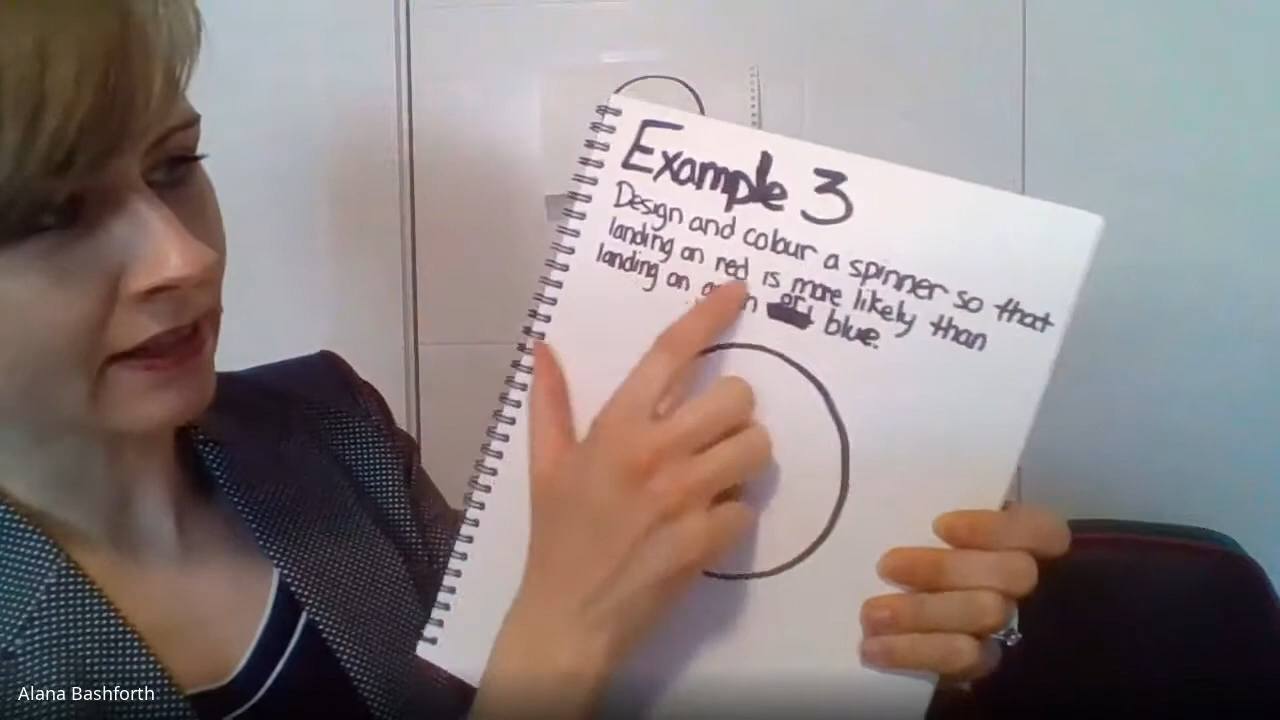 Example 3
Design and colour a spinner so that
landing on red is more likely than
landing on or blue.
Alana Bashforth